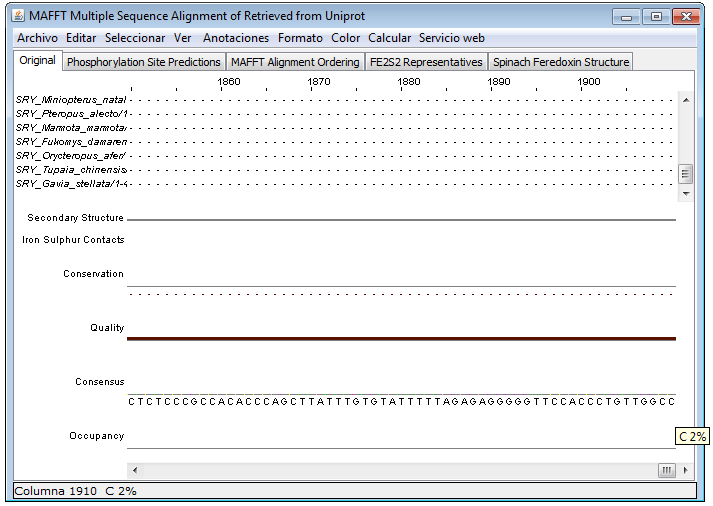 MAFFT Multiple Sequence Alignment of Retrieved from Uniprot
Archivo Editar Seleccionar Ver Anotaciones Formato Color Calcular Servicio web
Original Phosphorylation Site Predictions MAFFT Alignment Ordering FE2S2 Representatives Spinach Feredoxin Structure
1860 1870 1880 1890 1900
SRY_Miniopterus_natal
SRY_Pteropus_alecto/1
SRY_Marmota_marmota/
SRY_Fukomys_damaren
SRY_Orycteropus_afer/
SRY_Tupaia_chinensis
SRY_Gavia_stellata/1-4
Secondary Structure
Iron Sulphur Contacts
Conservation
Quality
Consensus
CTCTCCCGCCACACCCAGCTTATTTGTGTATTTTTAGAGAGGGGGTTCCACCCTGTTGGCC
Occupancy
C 2%
Columna 1910 C 2%